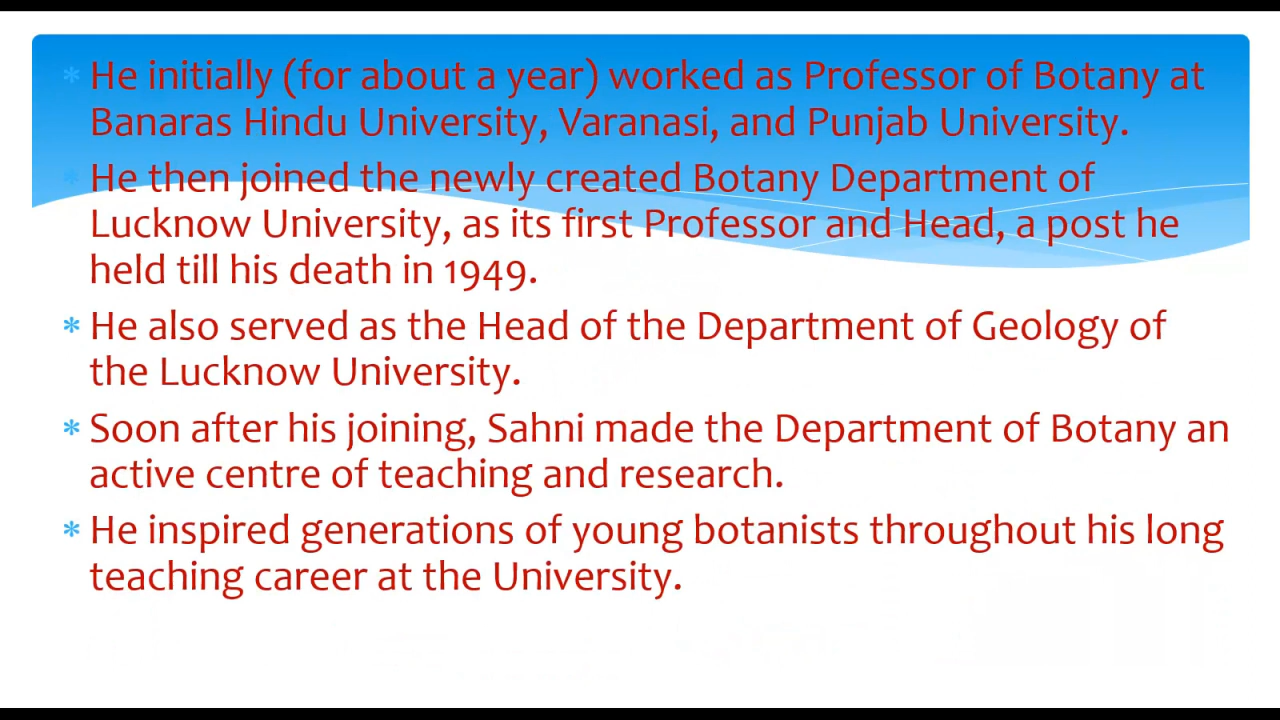 * He initially (for about a year) worked as Professor of Botany at
Banaras Hindu University, Varanasi, and Punjab University.
* He then joined the newly created Botany Department of
Lucknow University, as its first Professor and Head, a post he
held till his death in 1949.
* He also served as the Head of the Department of Geology of
the Lucknow University.
* Soon after his joining, Sahni made the Department of Botany an
active centre of teaching and research.
* He inspired generations of young botanists throughout his long
teaching career at the University.